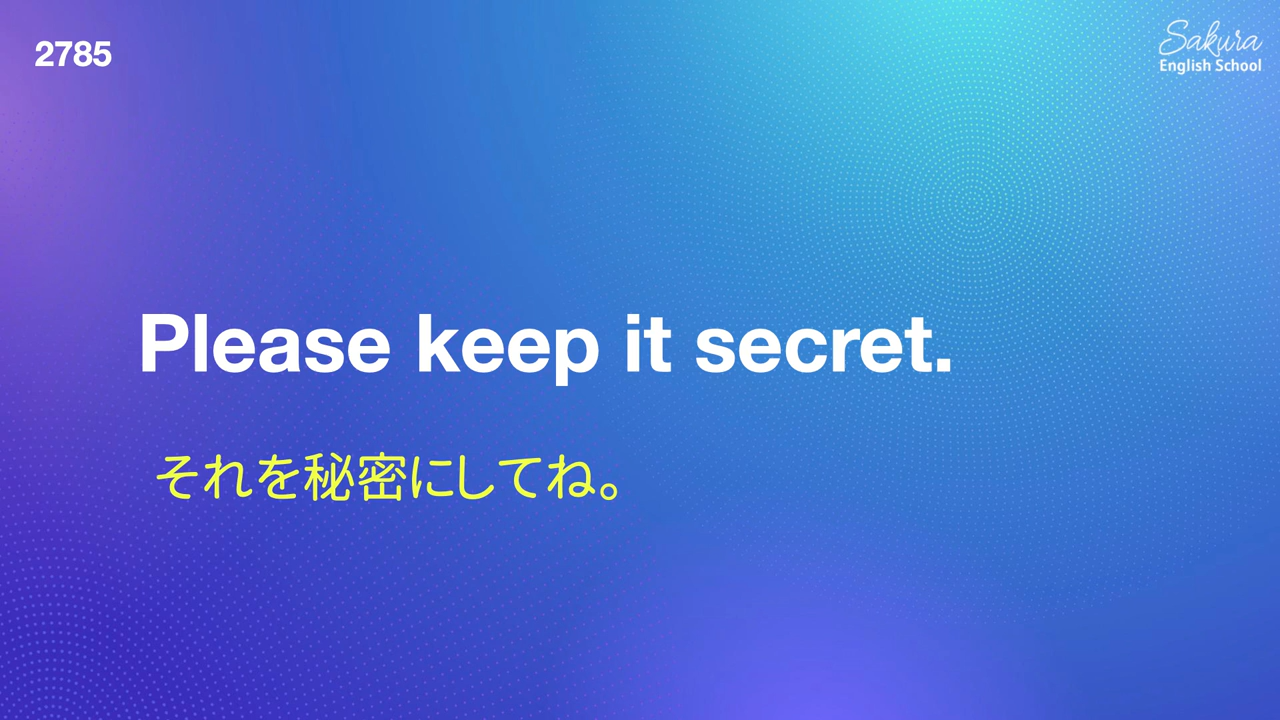 2785
Sakura
English School
Please keep it secret.
それを秘密にしてね。